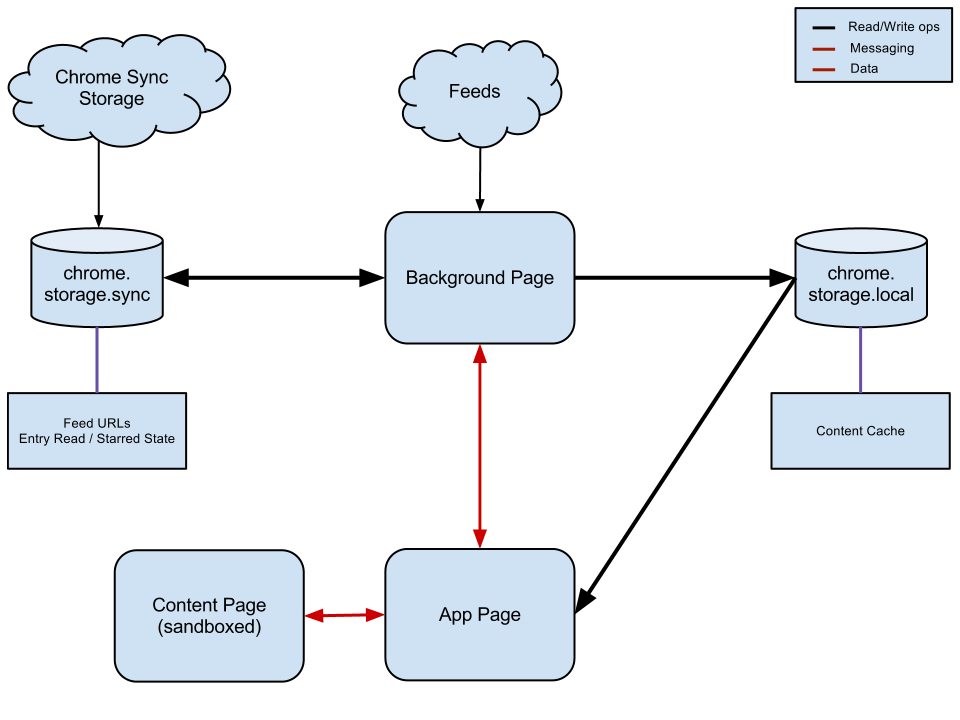 Read/Write ops
Messaging
Data
Chrome Sync
Storage
Feeds
chrome.
storage.sync
Background Page
chrome.
storage.local
Feed URLs
Entry Read / Starred State
Content Cache
Content Page
(sandboxed)
App Page